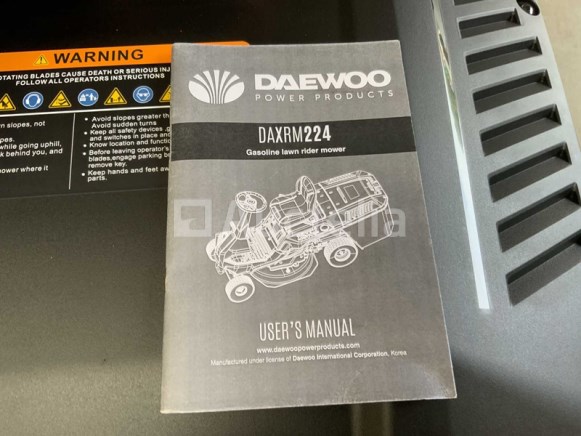 WARNING
ROTATING BLADES CAUSE DEATH OR SERIOUS INJ
FOLLOW ALL OPERATORS INSTRUCTIONS
n slopes, not
while going uphill,
k behind you, and
mower where it
• Avoid slopes greater th
Avoid sudden turns
• Keep all safety devices
and switches in place and
• Know location and function
• Before leaving operator's
blades, engage parking b
remove key.
• Keep hands and feet aw
parts.
DAEWOO
POWER PRODUCTS
DAXRM224
Gasoline lawn rider mower
USER'S MANUAL
www.daewoopowerproducts.com
Manufactured under license of Daewoo International Corporation, Korea